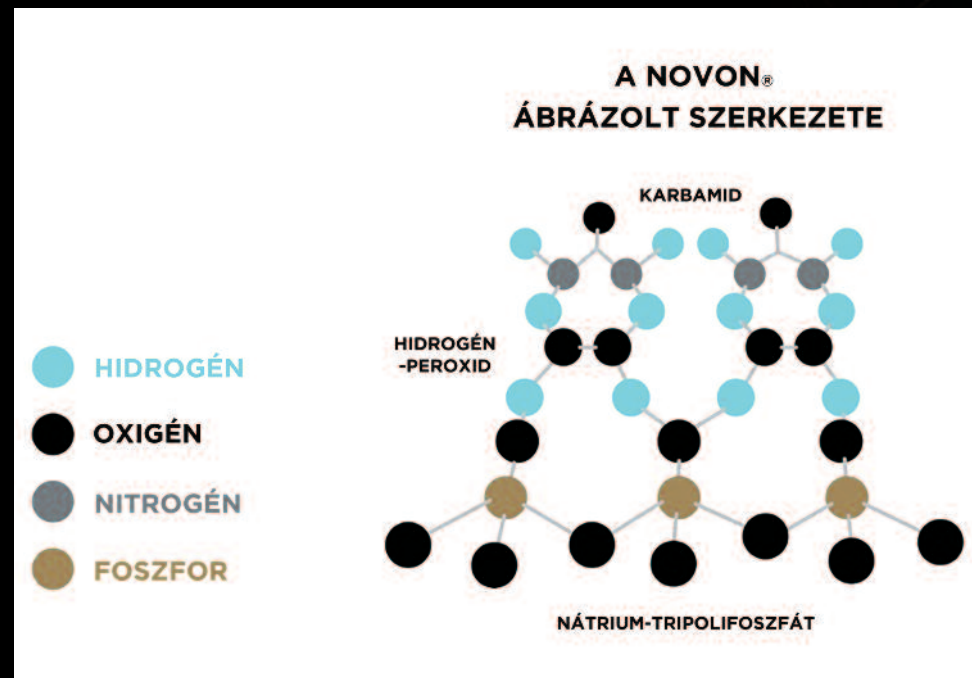 A NOVON®
ÁBRÁZOLT SZERKEZETE
KARBAMID
HIDROGÉN
-PEROXID
HIDROGÉN
OXIGÉN
NITROGÉN
FOSZFOR
NÁTRIUM-TRIPOLIFOSZFÁT